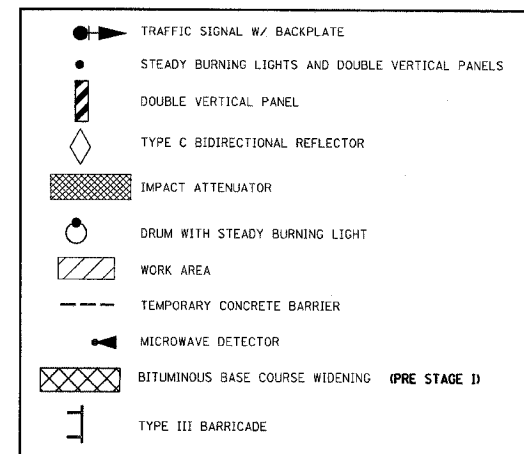 TRAFFIC SIGNAL W/ BACKPLATE
STEADY BURNING LIGHTS AND DOUBLE VERTICAL PANELS
DOUBLE VERTICAL PANEL
TYPE C BIDIRECTIONAL REFLECTOR
IMPACT ATTENUATOR
DRUM WITH STEADY BURNING LIGHT
WORK AREA
TEMPORARY CONCRETE BARRIER
MICROWAVE DETECTOR
BITUMINOUS BASE COURSE WIDENING (PRE STAGE I)
TYPE III BARRICADE